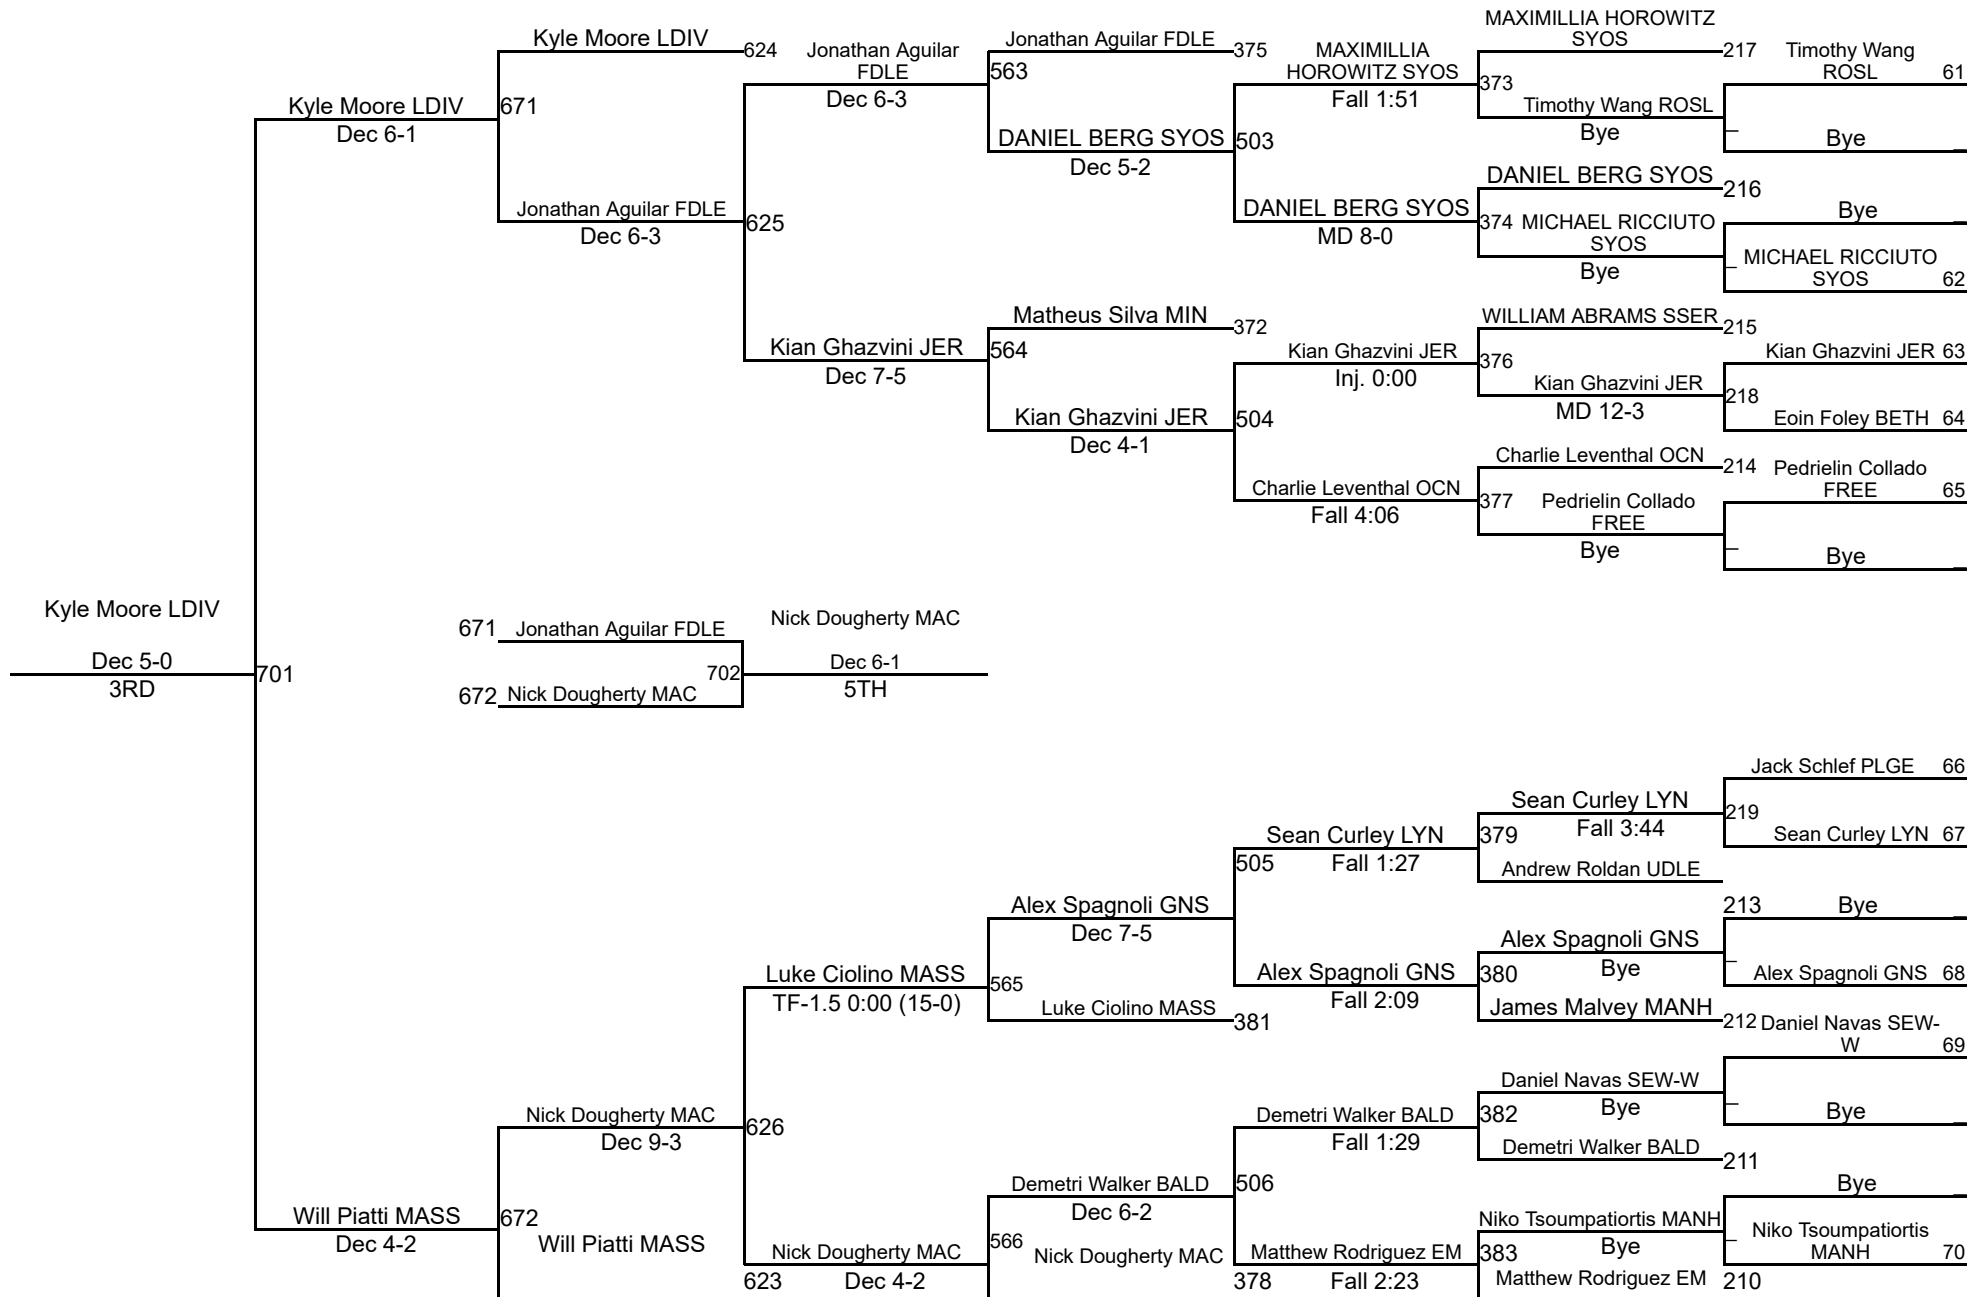 MAXIMILLIA HOROWITZ
SYOS
Kyle Moore LDIV
624
Jonathan Aguilar
FDLE
Jonathan Aguilar FDLE
375
MAXIMILLIA
HOROWITZ SYOS
217
Timothy Wang
ROSL
61
563
373
Dec 6-3
Fall 1:51
Kyle Moore LDIV
671
Timothy Wang ROSL
Dec 6-1
DANIEL BERG SYOS
503
Bye
_
Bye
_
Dec 5-2
DANIEL BERG SYOS
216
Jonathan Aguilar FDLE
625
DANIEL BERG SYOS
374
MICHAEL RICCIUTO
SYOS
Bye
_
Dec 6-3
MD 8-0
Bye
_
MICHAEL RICCIUTO
SYOS
62
Matheus Silva MIN
372
WILLIAM ABRAMS SSER
215
Kian Ghazvini JER
564
Kian Ghazvini JER
376
Kian Ghazvini JER
63
Dec 7-5
Inj. 0:00
Kian Ghazvini JER
218
Kian Ghazvini JER
504
MD 12-3
Eoin Foley BETH
64
Dec 4-1
Charlie Leventhal OCN
214
Pedrielin Collado
FREE
65
Charlie Leventhal OCN
377
Pedrielin Collado
FREE
Fall 4:06
Bye
_
Bye
_
Kyle Moore LDIV
671
Jonathan Aguilar FDLE
Nick Dougherty MAC
Dec 5-0
701
702
Dec 6-1
3RD
672
Nick Dougherty MAC
5TH
Jack Schlef PLGE
66
Sean Curley LYN
219
Sean Curley LYN
379
Fall 3:44
Sean Curley LYN
67
505
Fall 1:27
Andrew Roldan UDLE
Alex Spagnoli GNS
213
Bye
_
Dec 7-5
Alex Spagnoli GNS
Luke Ciolino MASS
Alex Spagnoli GNS
380
Bye
_
Alex Spagnoli GNS
68
TF-1.5 0:00 (15-0)
565
Fall 2:09
Luke Ciolino MASS
381
James Malvey MANH
212
Daniel Navas SEW-
W
69
Daniel Navas SEW-W
Nick Dougherty MAC
626
Demetri Walker BALD
382
Bye
_
Bye
_
Dec 9-3
Fall 1:29
Demetri Walker BALD
211
Demetri Walker BALD
506
Bye
_
Will Piatti MASS
672
Dec 6-2
Niko Tsoumpatiortis MANH
Niko Tsoumpatiortis
MANH
70
Dec 4-2
Will Piatti MASS
Nick Dougherty MAC
566
Nick Dougherty MAC
Matthew Rodriguez EM
383
Bye
_
623
Dec 4-2
378
Fall 2:23
Matthew Rodriguez EM
210